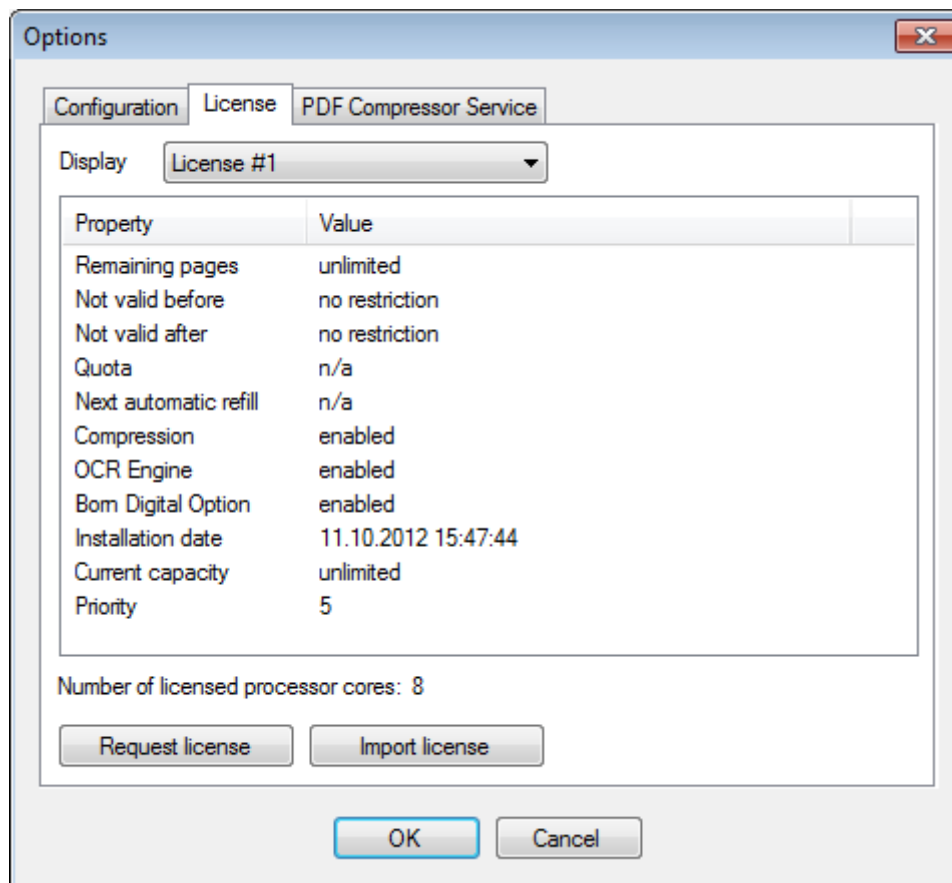 Options
Configuration License PDF Compressor Service
Display License #1
Property Value
Remaining pages unlimited
Not valid before no restriction
Not valid after no restriction
Quota n/a
Next automatic refill n/a
Compression enabled
OCR Engine enabled
Born Digital Option enabled
Installation date 11.10.2012 15:47:44
Current capacity unlimited
Priority 5
Number of licensed processor cores: 8
Request license Import license
OK Cancel